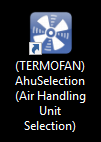 (TERMOFAN)
AhuSelection
(Air Handling
Unit
Selection)